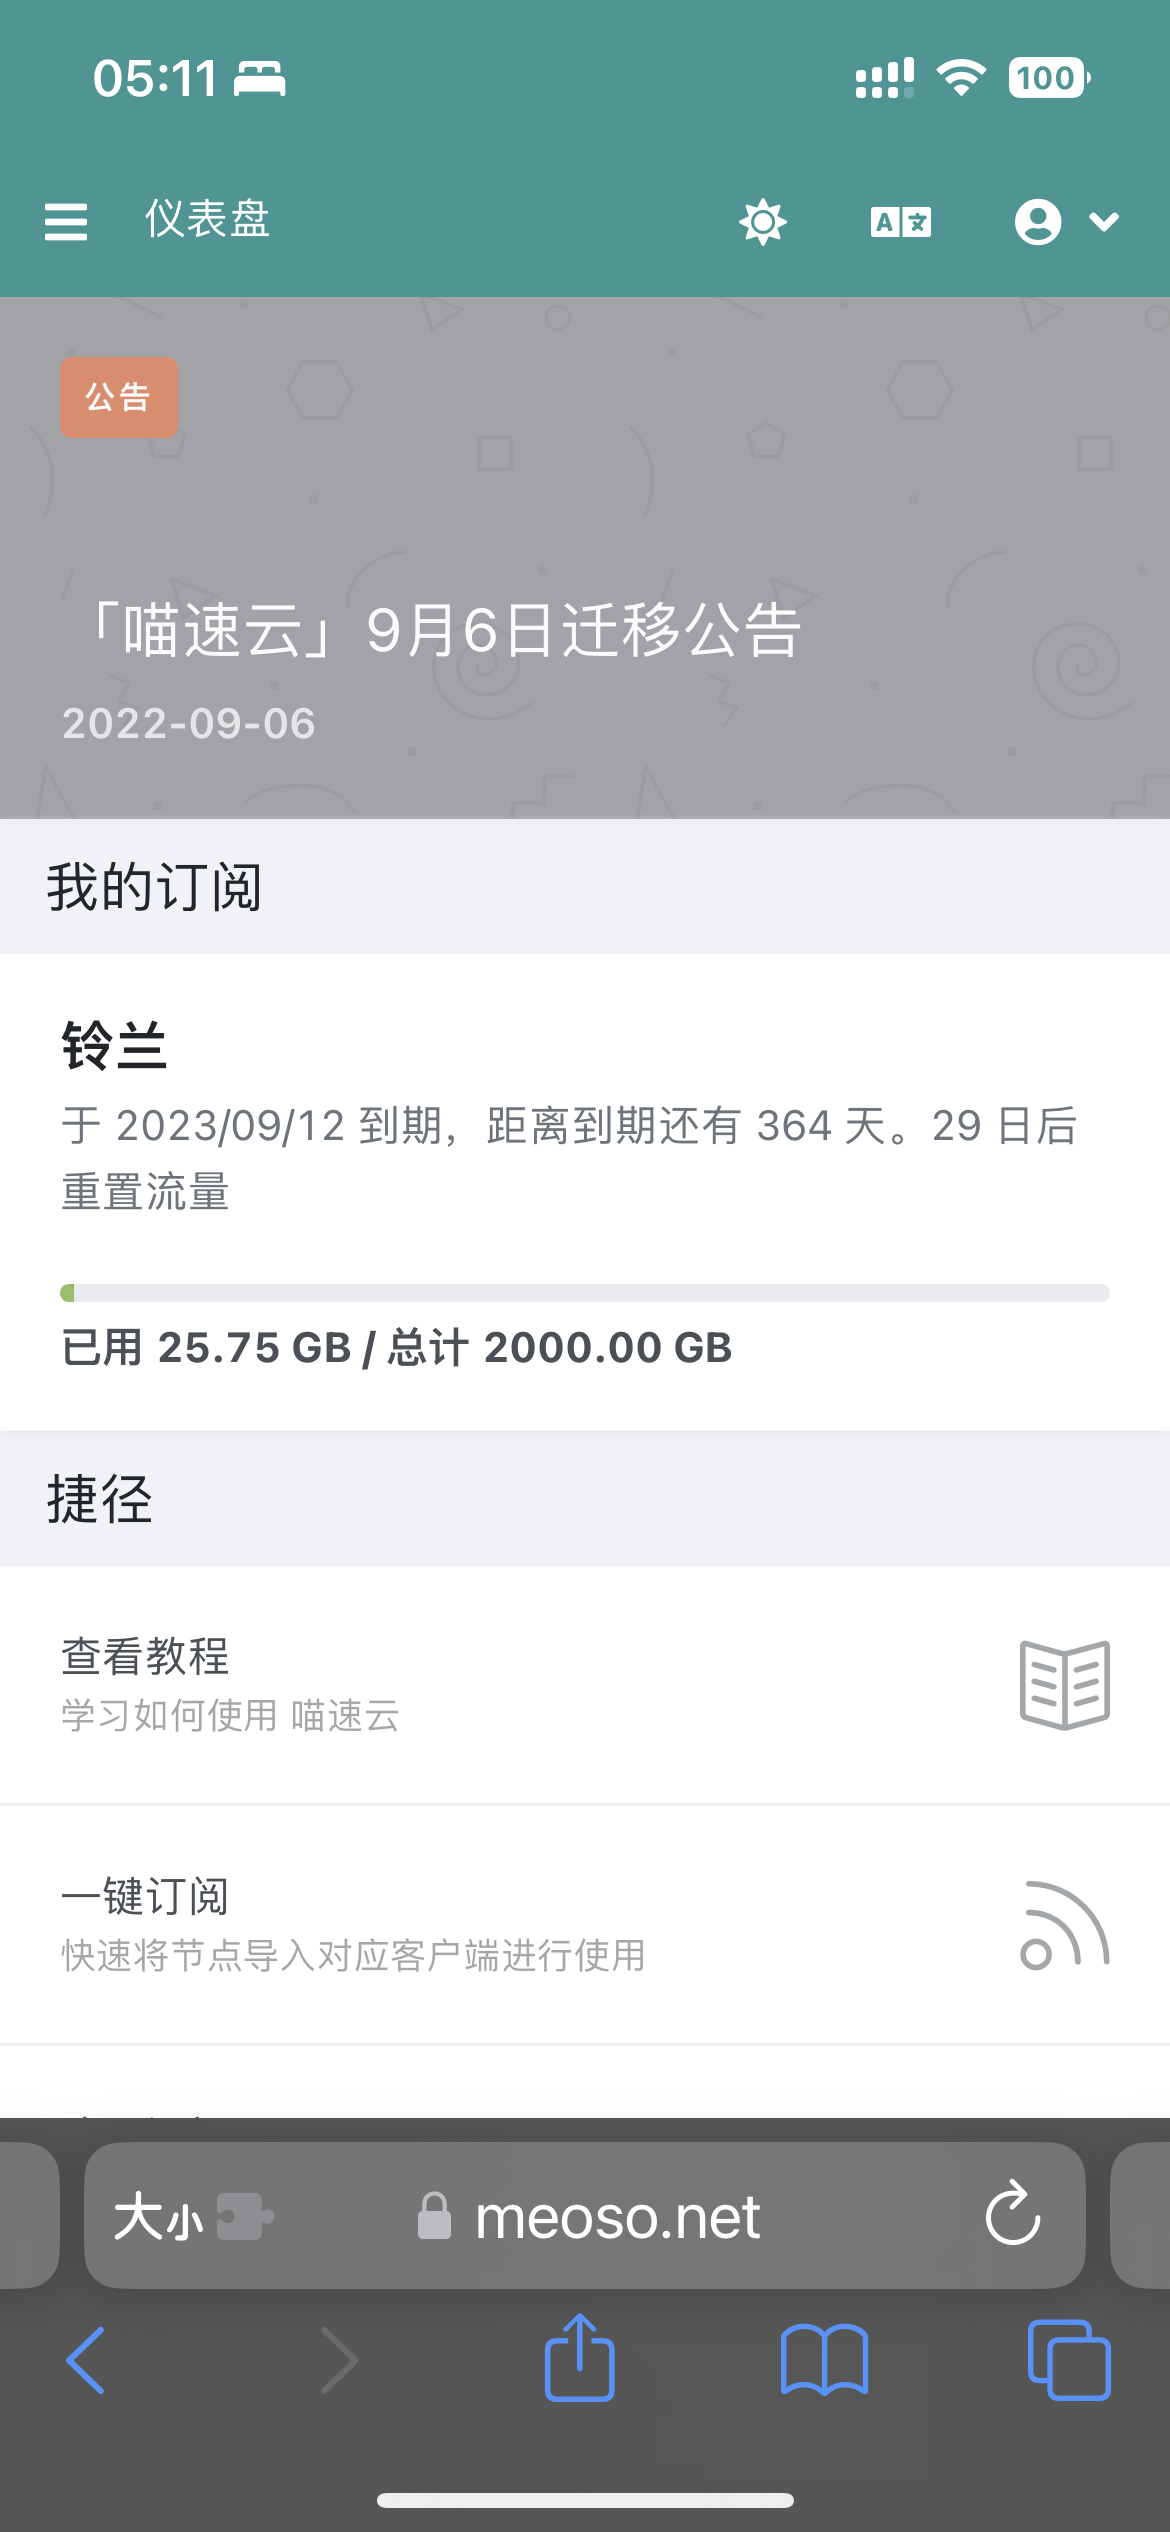 05:11
100
仪表盘
A 文
公告
「喵速云」9月6日迁移公告
2022-09-06
我的订阅
铃兰
于 2023/09/12 到期，距离到期还有 364 天。29 日后
重置流量
已用 25.75 GB / 总计 2000.00 GB
捷径
查看教程
学习如何使用 喵速云
一键订阅
快速将节点导入对应客户端进行使用
大小
meoso.net